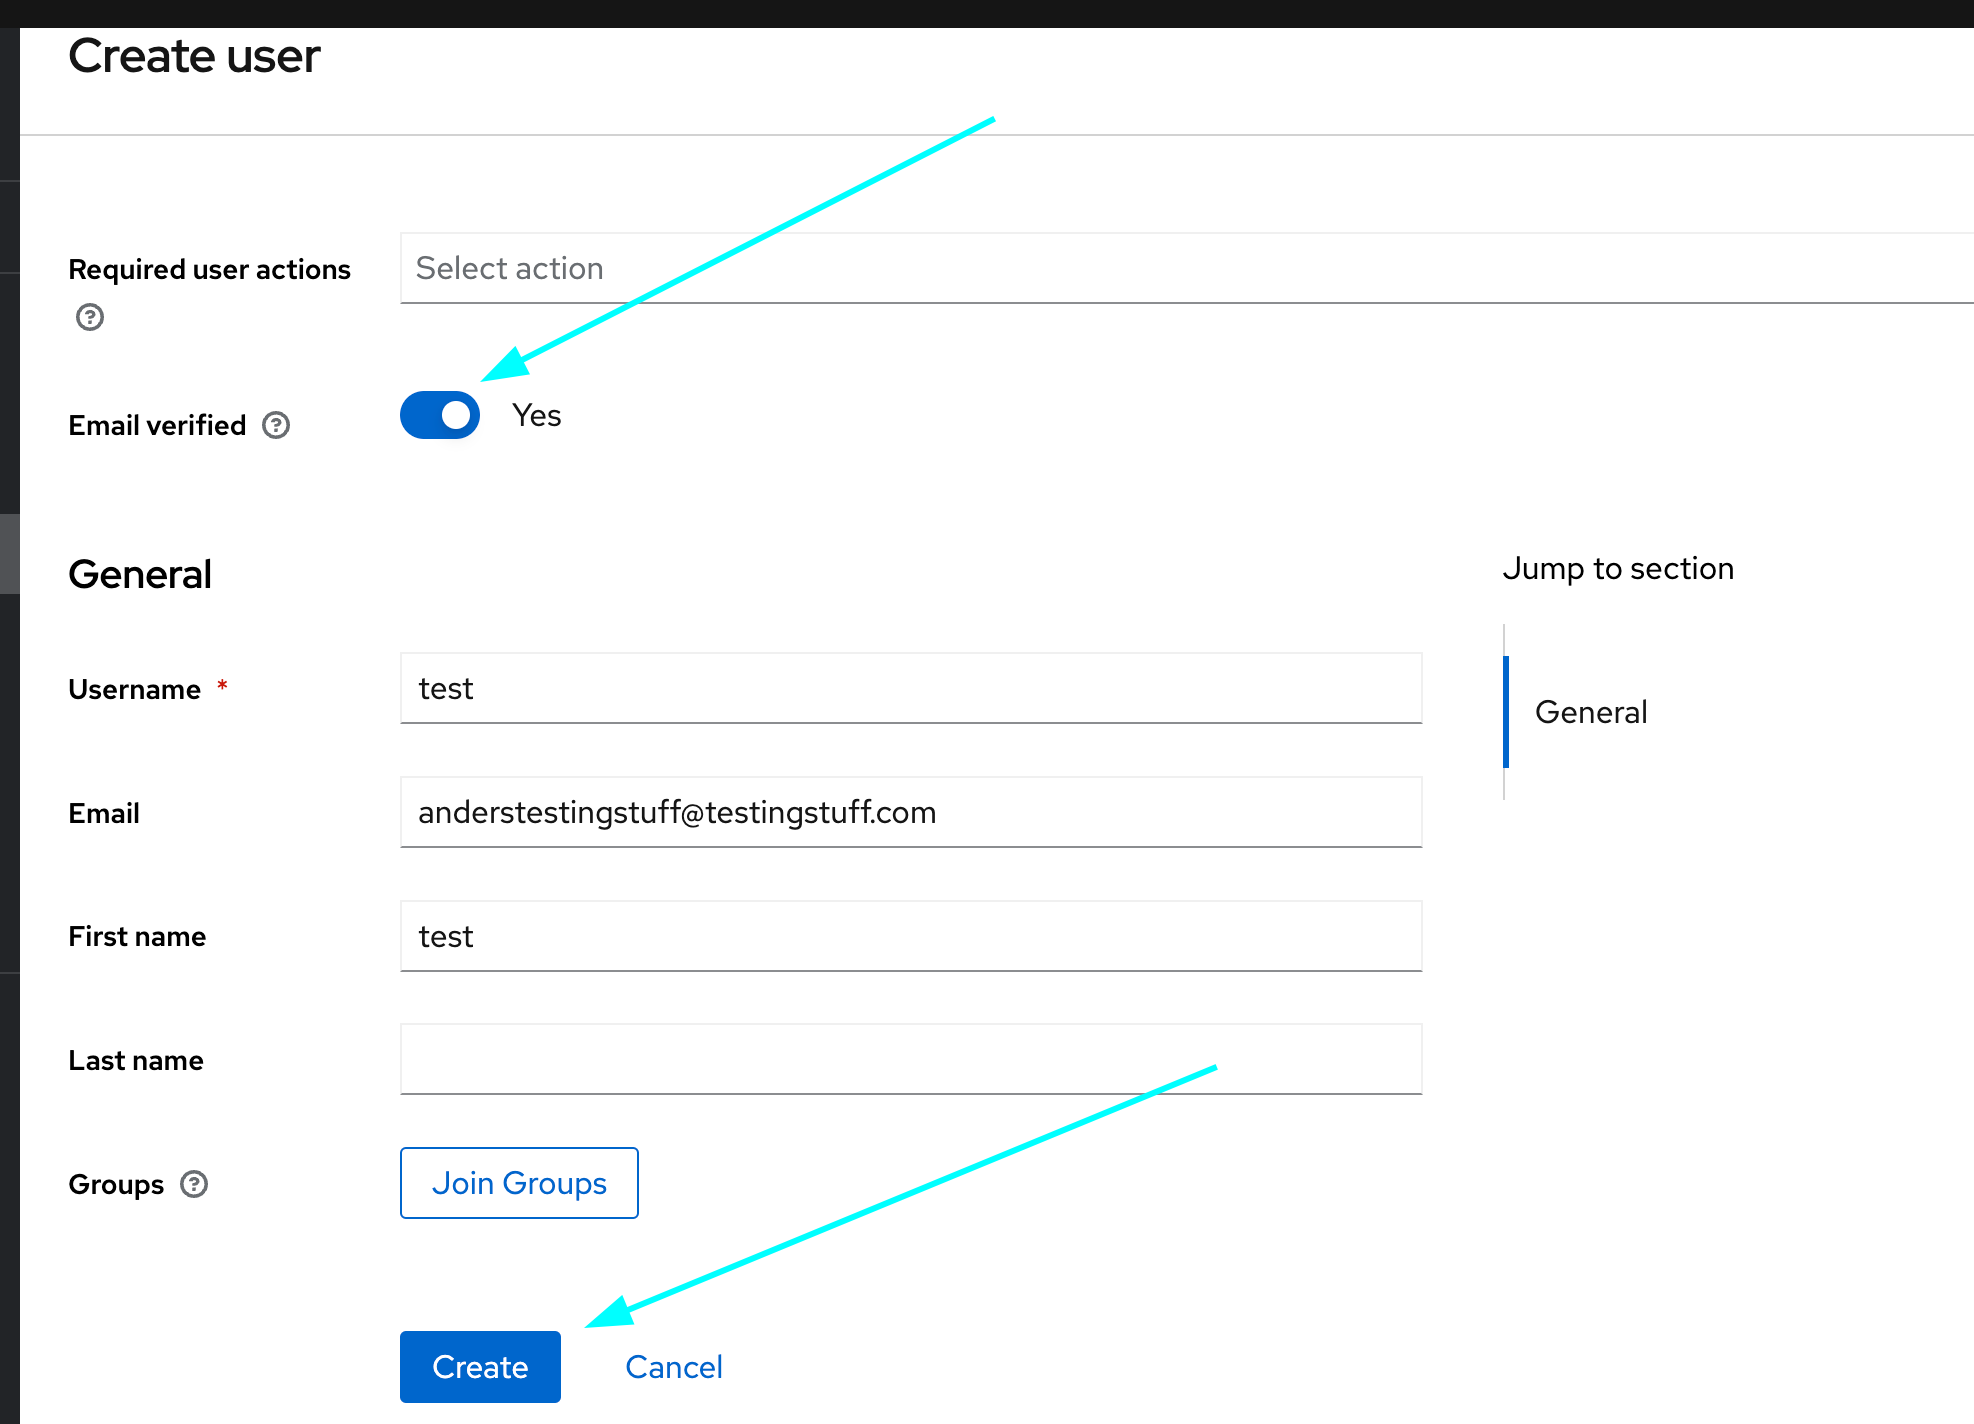 Create user
Required user actions
Select action
Email verified
Yes
General
Jump to section
General
Username *
test
Email
anderstestingstuff@testingstuff.com
First name
test
Last name
Groups
Join Groups
Create
Cancel